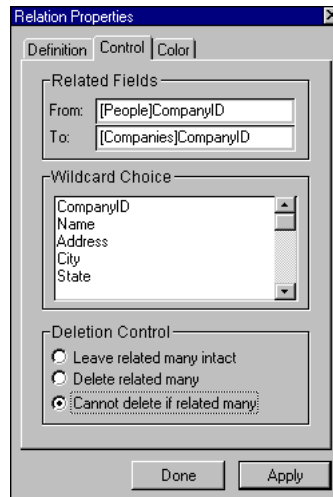 Relation Properties
Definition Control Color
Related Fields
From: [People]CompanyID
To: [Companies]CompanyID
Wildcard Choice
CompanyID
Name
Address
City
State
Deletion Control
Leave related many intact
Delete related many
Cannot delete if related many
Done Apply